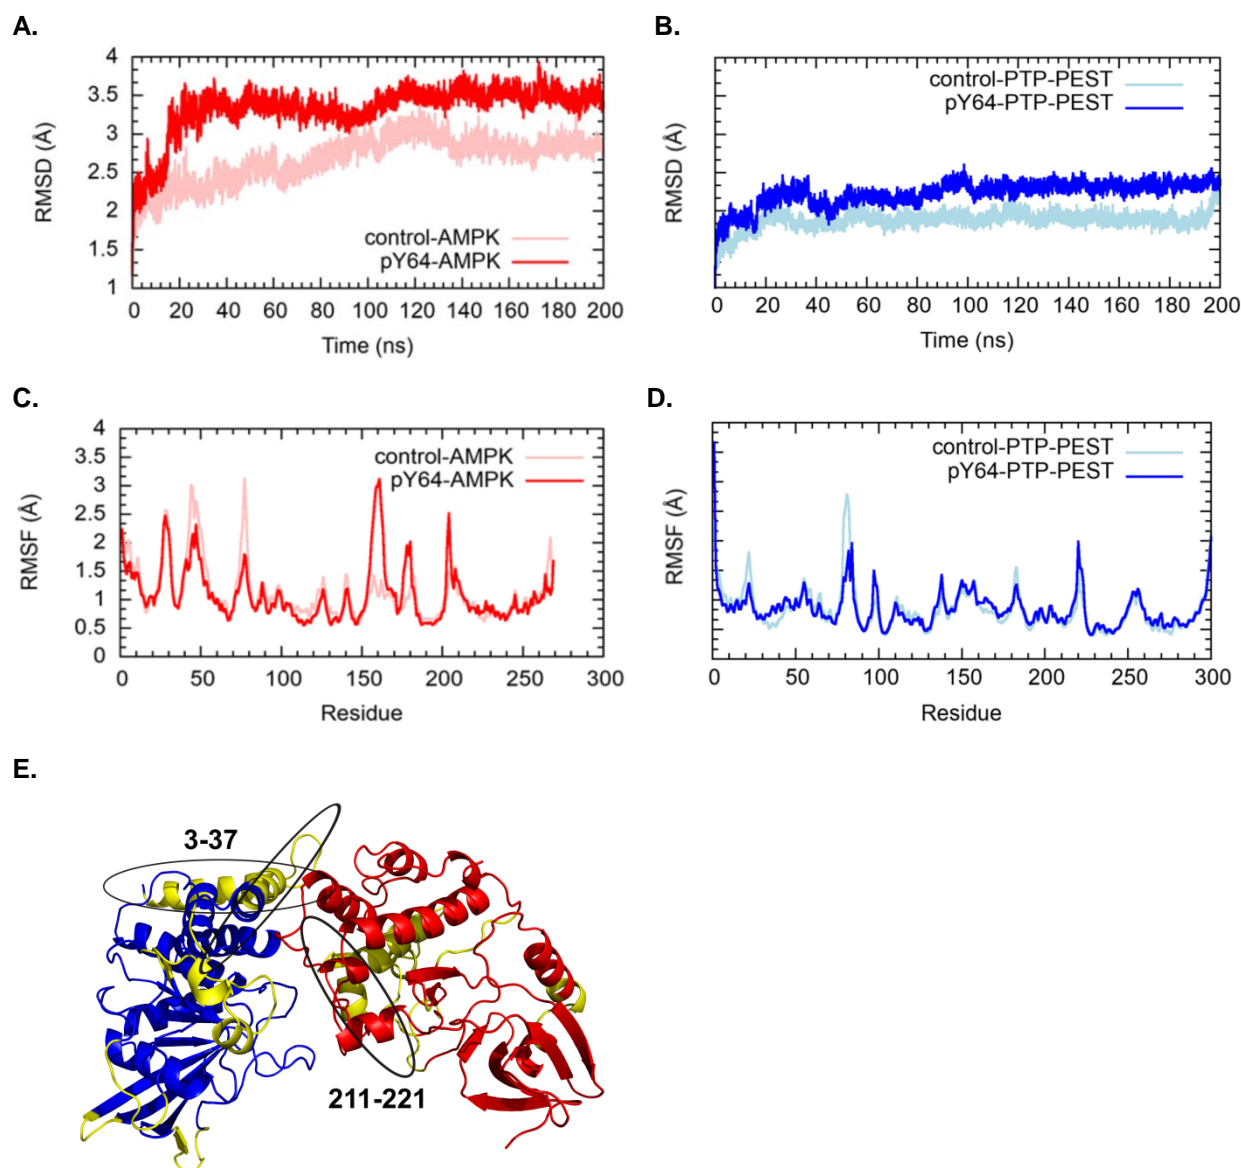 A.
4
3.5
3
2.5
2
1.5
1
RMSD (Å)
control-AMPK
pY64-AMPK
0 20 40 60 80 100 120 140 160 180 200
Time (ns)
B.
RMSD (Å)
control-PTP-PEST
pY64-PTP-PEST
0 20 40 60 80 100 120 140 160 180 200
Time (ns)
C.
4
3.5
3
2.5
2
1.5
1
0.5
0
RMSF (Å)
control-AMPK
pY64-AMPK
0 50 100 150 200 250 300
Residue
D.
RMSF (Å)
control-PTP-PEST
pY64-PTP-PEST
0 50 100 150 200 250 300
Residue
E.
3-37
211-221